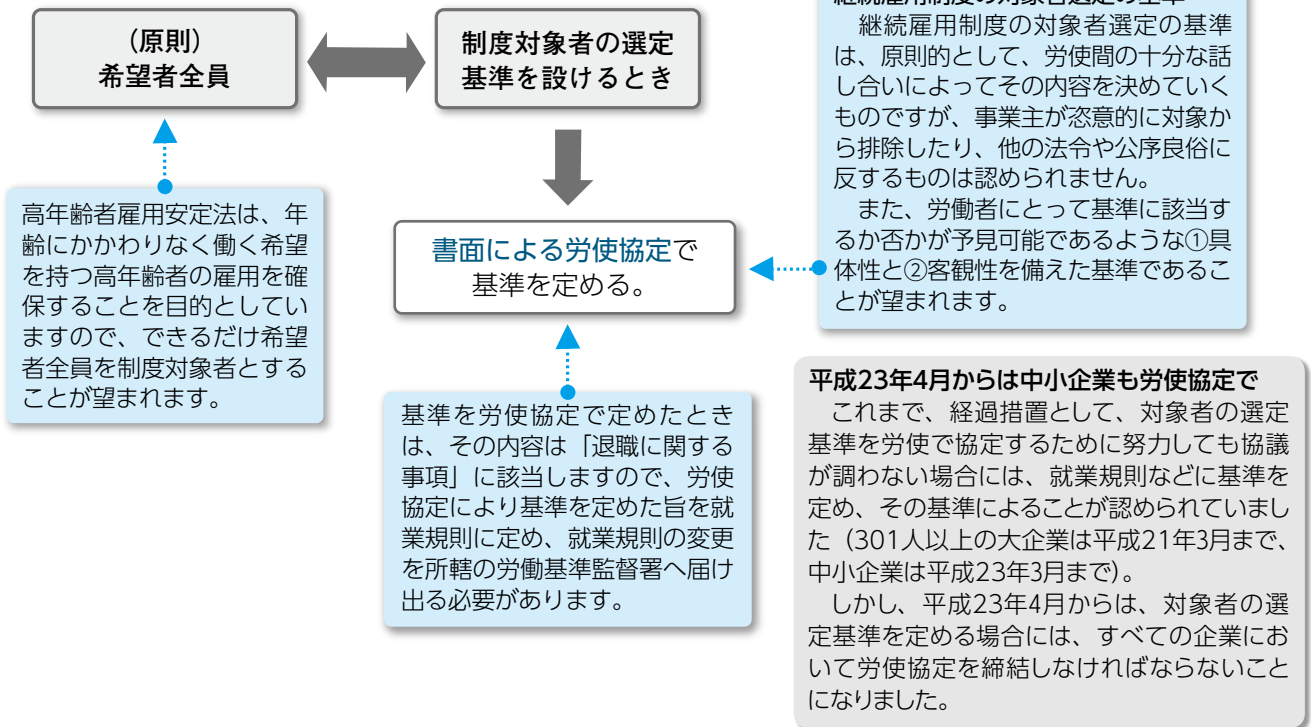 (原則)
希望者全員
制度対象者の選定
基準を設けるとき
高年齢者雇用安定法は、年
齢にかかわりなく働く希望
を持つ高年齢者の雇用を確
保することを目的としてい
ますので、できるだけ希望
者全員を制度対象者とする
ことが望まれます。
書面による労使協定で
基準を定める。
基準を労使協定で定めたとき
は、その内容は「退職に関する
事項」に該当しますので、労使
協定により基準を定めた旨を就
業規則に定め、就業規則の変更
を所轄の労働基準監督署へ届け
出る必要があります。
継続雇用制度の対象者選定の基準
継続雇用制度の対象者選定の基準
は、原則的として、労使間の十分な話
し合いによってその内容を決めていく
ものですが、事業主が恣意的に対象か
ら排除したり、他の法令や公序良俗に
反するものは認められません。
また、労働者にとって基準に該当す
るか否かが予見可能であるような①具
体性と②客観性を備えた基準であるこ
とが望まれます。
平成23年4月からは中小企業も労使協定で
これまで、経過措置として、対象者の選定
基準を労使で協定するために努力しても協議
が調わない場合には、就業規則などに基準を
定め、その基準によることが認められていまし
た（301人以上の大企業は平成21年3月まで、
中小企業は平成23年3月まで）。
しかし、平成23年4月からは、対象者の選
定基準を定める場合には、すべての企業にお
いて労使協定を締結しなければならないこと
になりました。